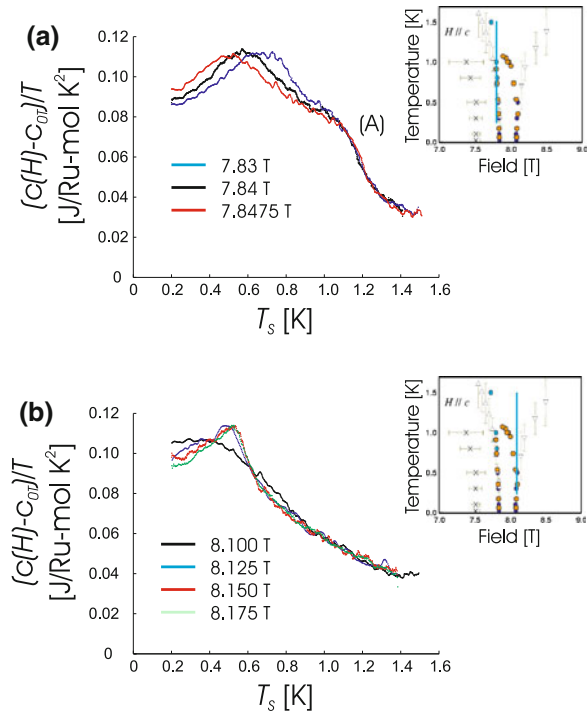 (a)
(C(H)-C0T)/T
[J/Ru-mol K2]
0.12
0.10
0.08
0.06
0.04
0.02
0
(A)
7.83 T
7.84 T
7.8475 T
0 0.2 0.4 0.6 0.8 1.0 1.2 1.4 1.6
TS [K]
Temperature [K]
1.5
1.0
0.5
0.0
H // c
7.0 7.5 8.0 8.5 9.0
Field [T]
(b)
(C(H)-C0T)/T
[J/Ru-mol K2]
0.12
0.10
0.08
0.06
0.04
0.02
0
8.100 T
8.125 T
8.150 T
8.175 T
0 0.2 0.4 0.6 0.8 1.0 1.2 1.4 1.6
TS [K]
Temperature [K]
1.5
1.0
0.5
0.0
H // c
7.0 7.5 8.0 8.5 9.0
Field [T]